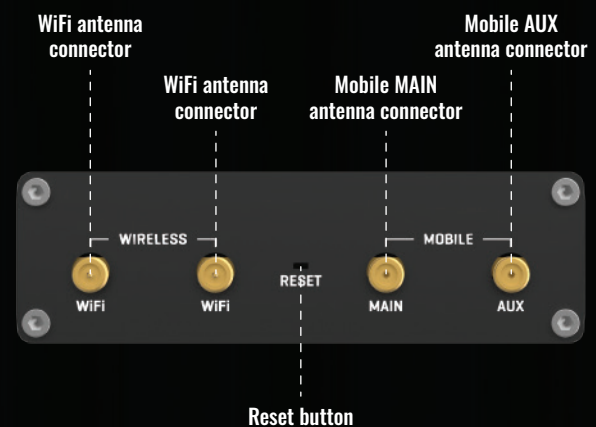 WiFi antenna
connector
WiFi antenna
connector
Mobile MAIN
antenna connector
Mobile AUX
antenna connector
WIRELESS
MOBILE
WiFi
WiFi
RESET
MAIN
AUX
Reset button